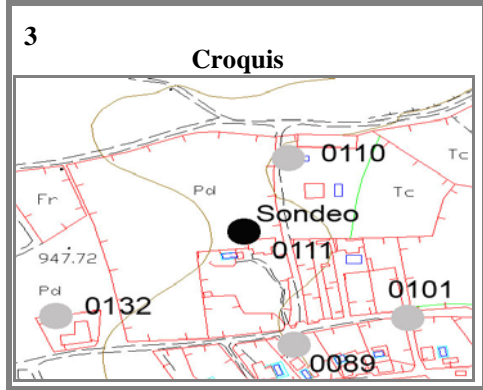 3
Croquis
0110
Tc
Fr
Pd
Tc
Sondeo
0111
947.72
Pd
0101
0132
0089